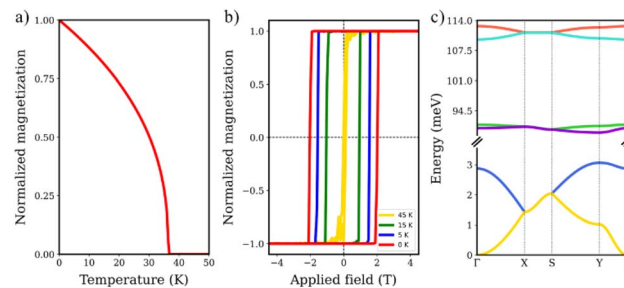 a)
1.00
0.75
0.50
0.25
0.00
Normalized magnetization
0 10 20 30 40 50
Temperature (K)
b)
1.0
0.5
0.0
−0.5
−1.0
Normalized magnetization
45 K
15 K
5 K
0 K
−4 −2 0 2 4
Applied field (T)
c)
114.0
107.5
101.0
94.5
3
2
1
0
Energy (meV)
Γ X S Y